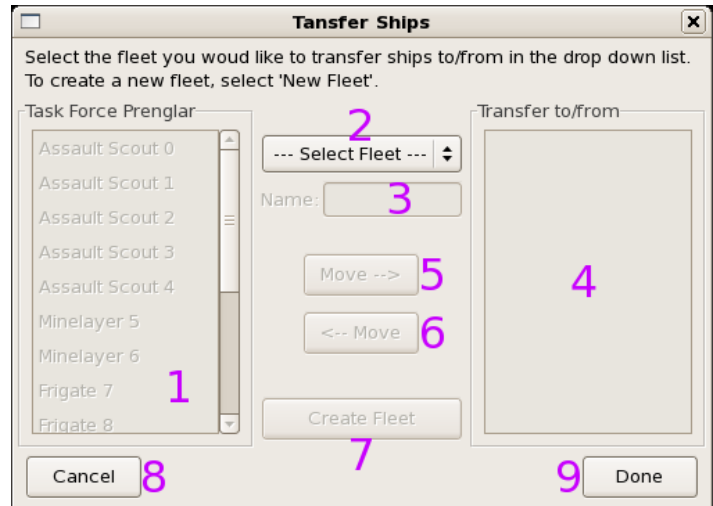 Tansfer Ships
Select the fleet you woud like to transfer ships to/from in the drop down list.
To create a new fleet, select 'New Fleet'.
Task Force Prenglar
Assault Scout 0
Assault Scout 1
Assault Scout 2
Assault Scout 3
Assault Scout 4
Minelayer 5
Minelayer 6
Frigate 7
Frigate 8
1
2
--- Select Fleet ---
Name:
3
Move -->
5
<-- Move
6
Create Fleet
7
Transfer to/from
4
Cancel
8
9
Done